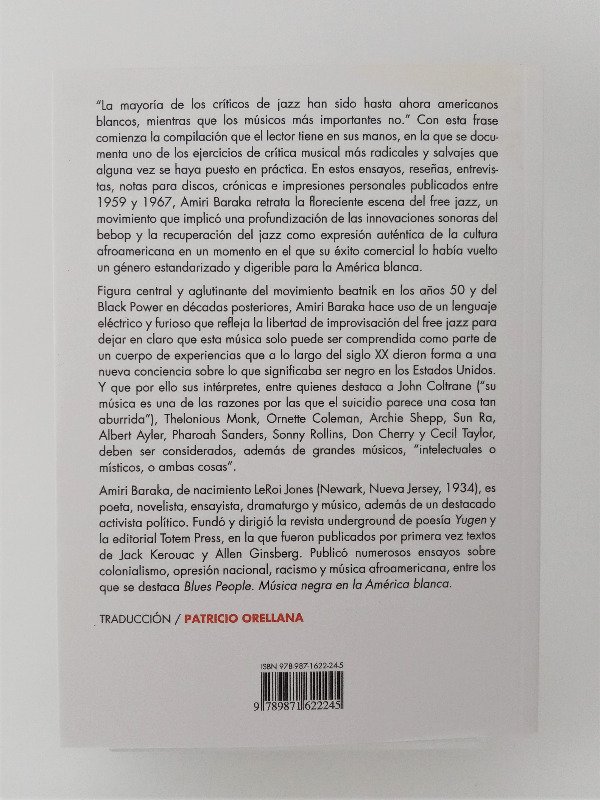 “La mayoría de los críticos de jazz han sido hasta ahora americanos
blancos, mientras que los músicos más importantes no.” Con esta frase
comienza la compilación que el lector tiene en sus manos, en la que se docu-
menta uno de los ejercicios de crítica musical más radicales y salvajes que
alguna vez se haya puesto en práctica. En estos ensayos, reseñas, entrevis-
tas, notas para discos, crónicas e impresiones personales publicados entre
1959 y 1967, Amiri Baraka retrata la floreciente escena del free jazz, un
movimiento que implicó una profundización de las innovaciones sonoras del
bebop y la recuperación del jazz como expresión auténtica de la cultura
afroamericana en un momento en el que su éxito comercial lo había vuelto
un género estandarizado y digerible para la América blanca.
Figura central y aglutinante del movimiento beatnik en los años 50 y del
Black Power en décadas posteriores, Amiri Baraka hace uso de un lenguaje
eléctrico y furioso que refleja la libertad de improvisación del free jazz para
dejar en claro que esta música solo puede ser comprendida como parte de
un cuerpo de experiencias que a lo largo del siglo XX dieron forma a una
nueva conciencia sobre lo que significaba ser negro en los Estados Unidos.
Y que por ello sus intérpretes, entre quienes destaca a John Coltrane (“su
música es una de las razones por las que el suicidio parece una cosa tan
aburrida”), Thelonious Monk, Ornette Coleman, Archie Shepp, Sun Ra,
Albert Ayler, Pharoah Sanders, Sonny Rollins, Don Cherry y Cecil Taylor,
deben ser considerados, además de grandes músicos, “intelectuales o
místicos, o ambas cosas”.
Amiri Baraka, de nacimiento LeRoi Jones (Newark, Nueva Jersey, 1934), es
poeta, novelista, ensayista, dramaturgo y músico, además de un destacado
activista político. Fundó y dirigió la revista underground de poesía Yugen y
la editorial Totem Press, en la que fueron publicados por primera vez textos
de Jack Kerouac y Allen Ginsberg. Publicó numerosos ensayos sobre
colonialismo, opresión nacional, racismo y música afroamericana, entre los
que se destaca Blues People. Música negra en la América blanca.
TRADUCCIÓN / PATRICIO ORELLANA
ISBN 978-987-1622-24-5
9 789871 622245